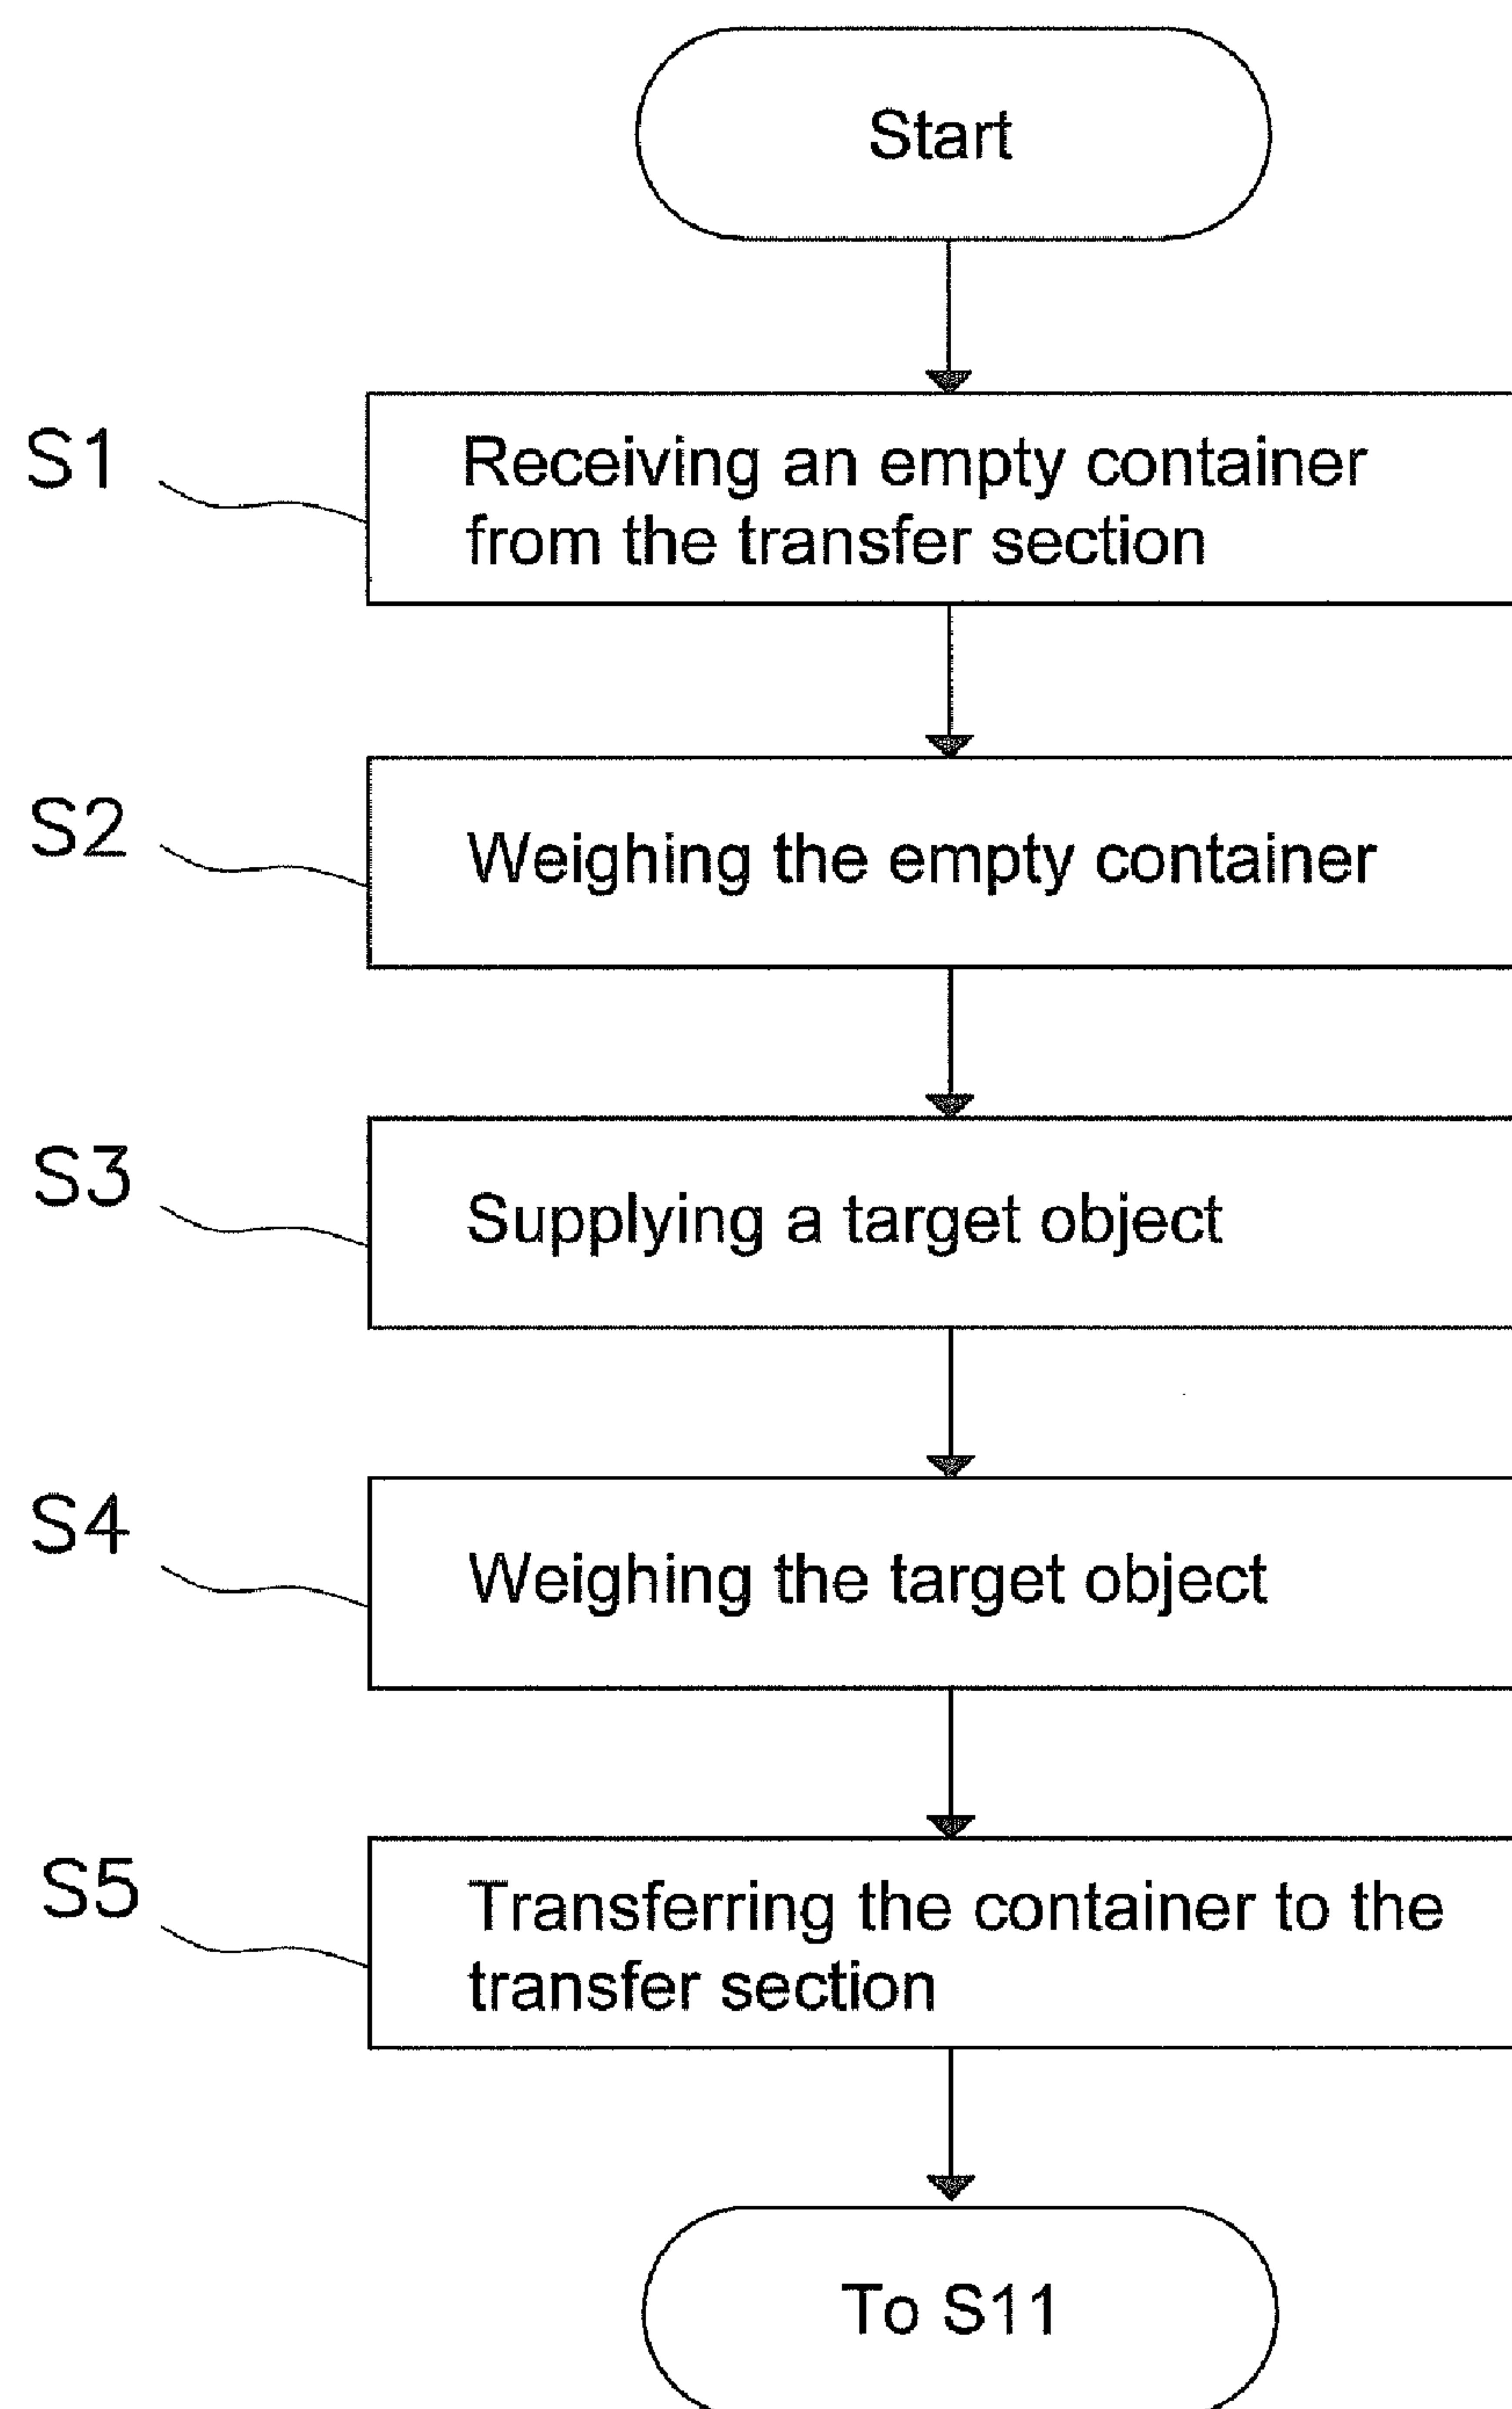 Start
S1
Receiving an empty container
from the transfer section
S2
Weighing the empty container
S3
Supplying a target object
S4
Weighing the target object
S5
Transferring the container to the
transfer section
To S11